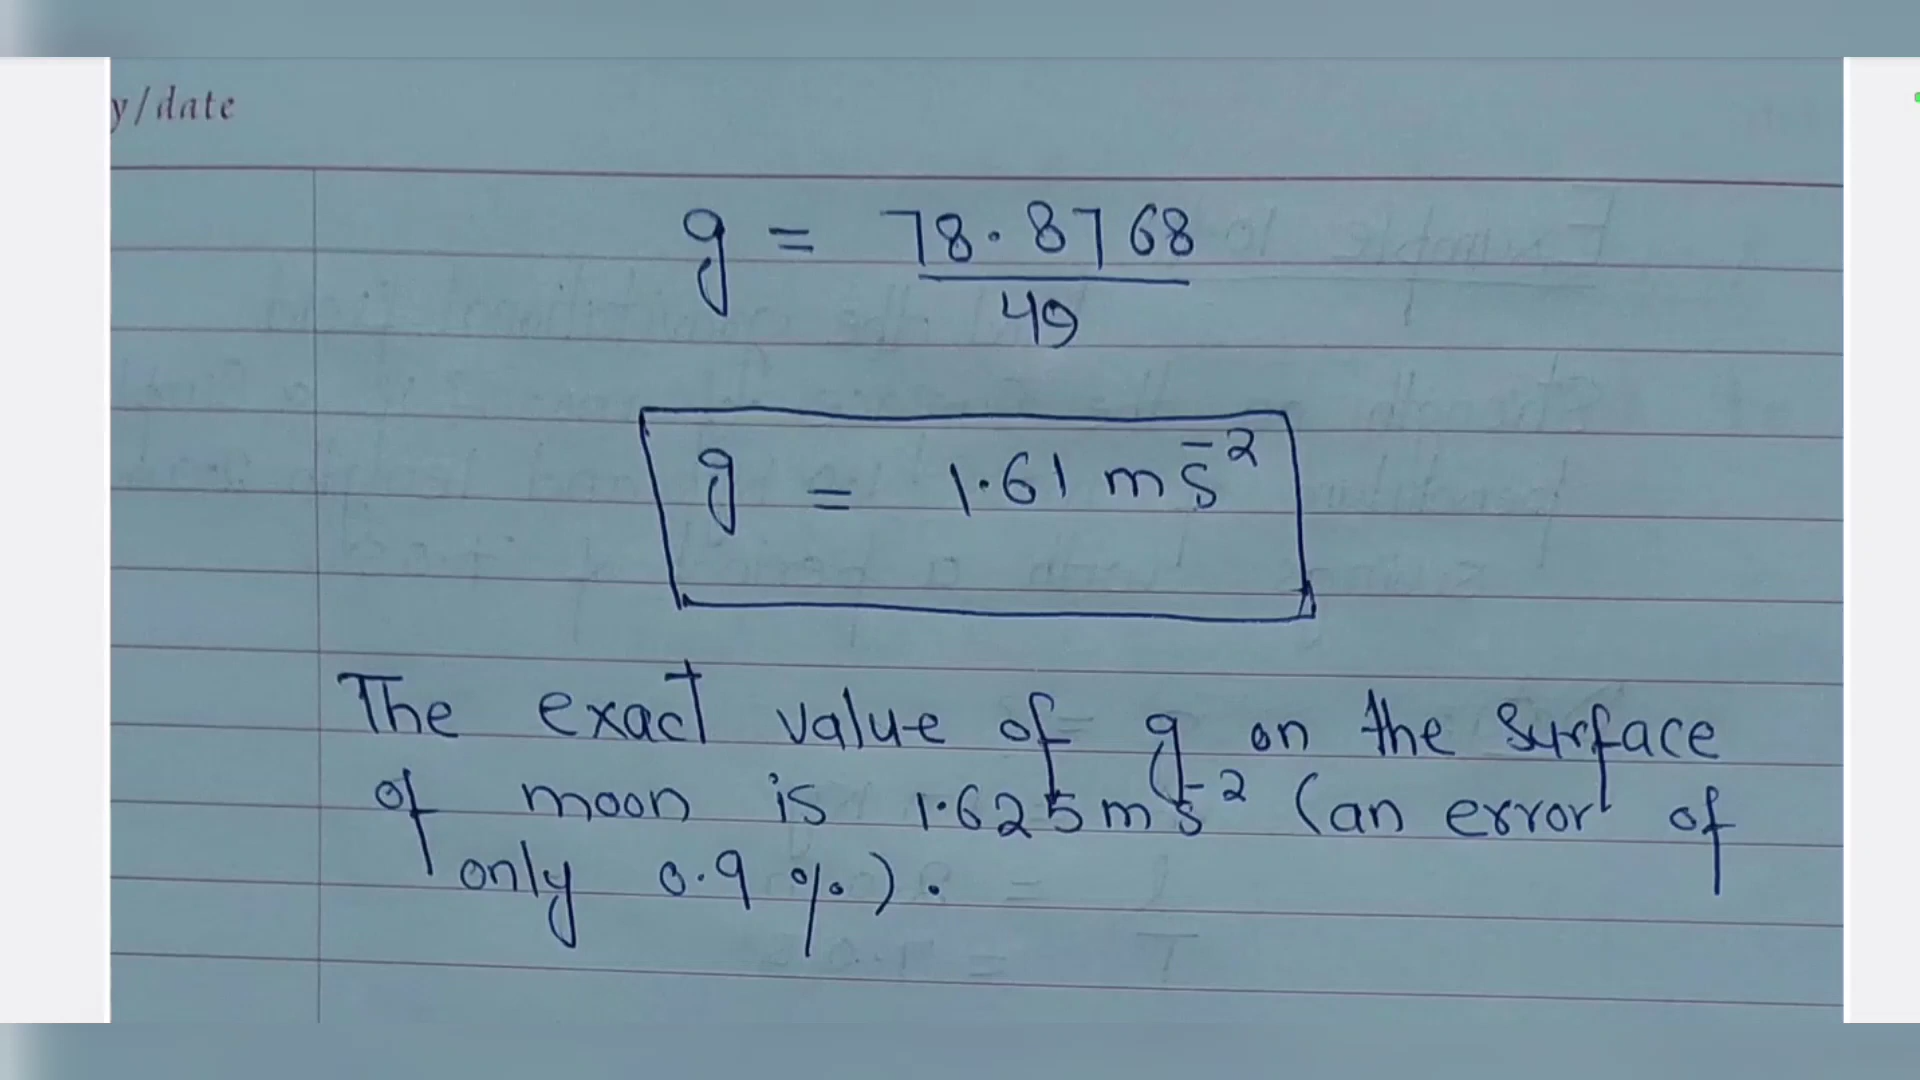 y/date
g = 78.8768
49
g = 1.61 ms⁻²
The exact value of g on the surface
of moon is 1.625 ms⁻² (an error of
only 0.9%).